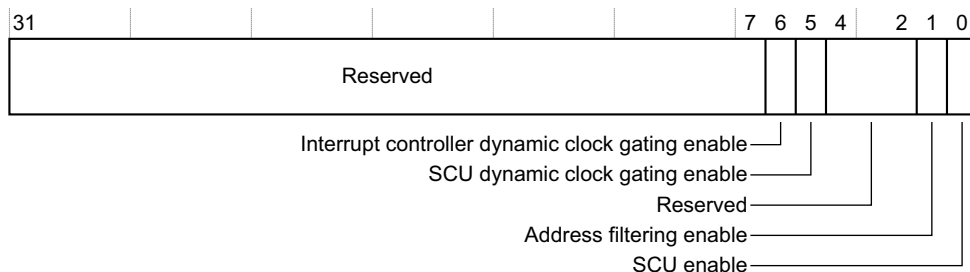 31 7 6 5 4 2 1 0
Reserved
Interrupt controller dynamic clock gating enable
SCU dynamic clock gating enable
Reserved
Address filtering enable
SCU enable